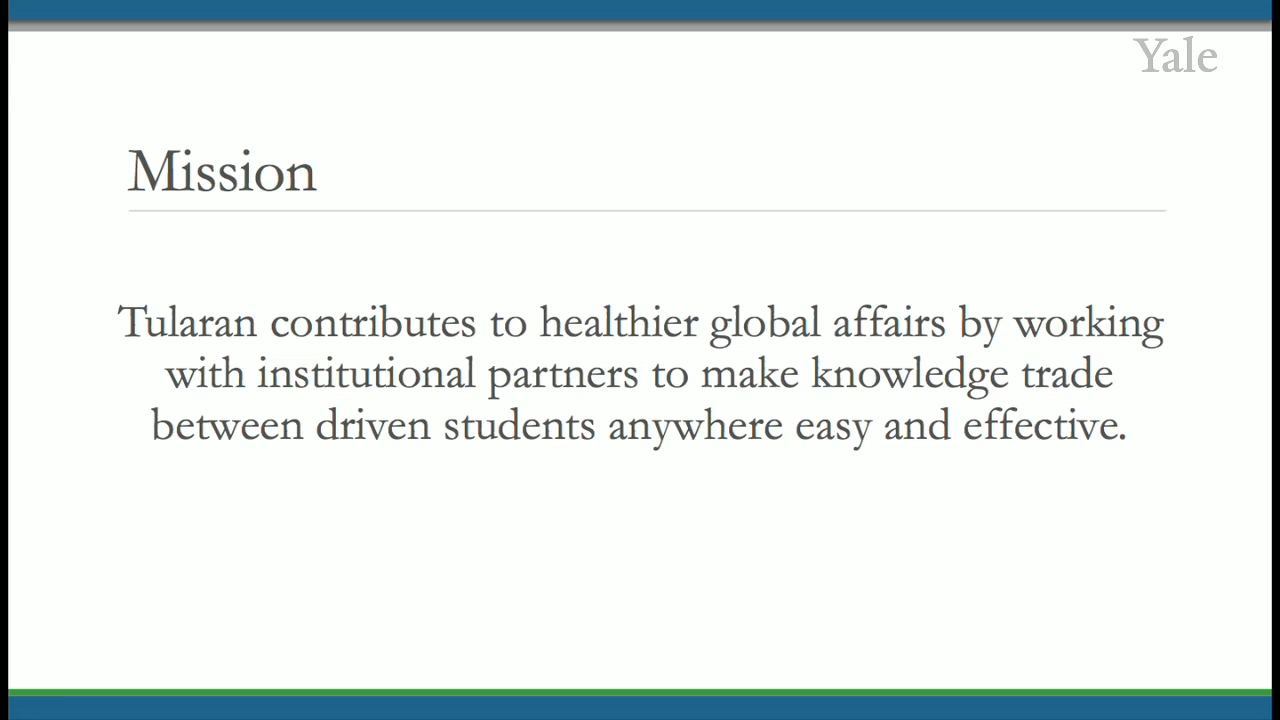 Yale
Mission
Tularan contributes to healthier global affairs by working
with institutional partners to make knowledge trade
between driven students anywhere easy and effective.